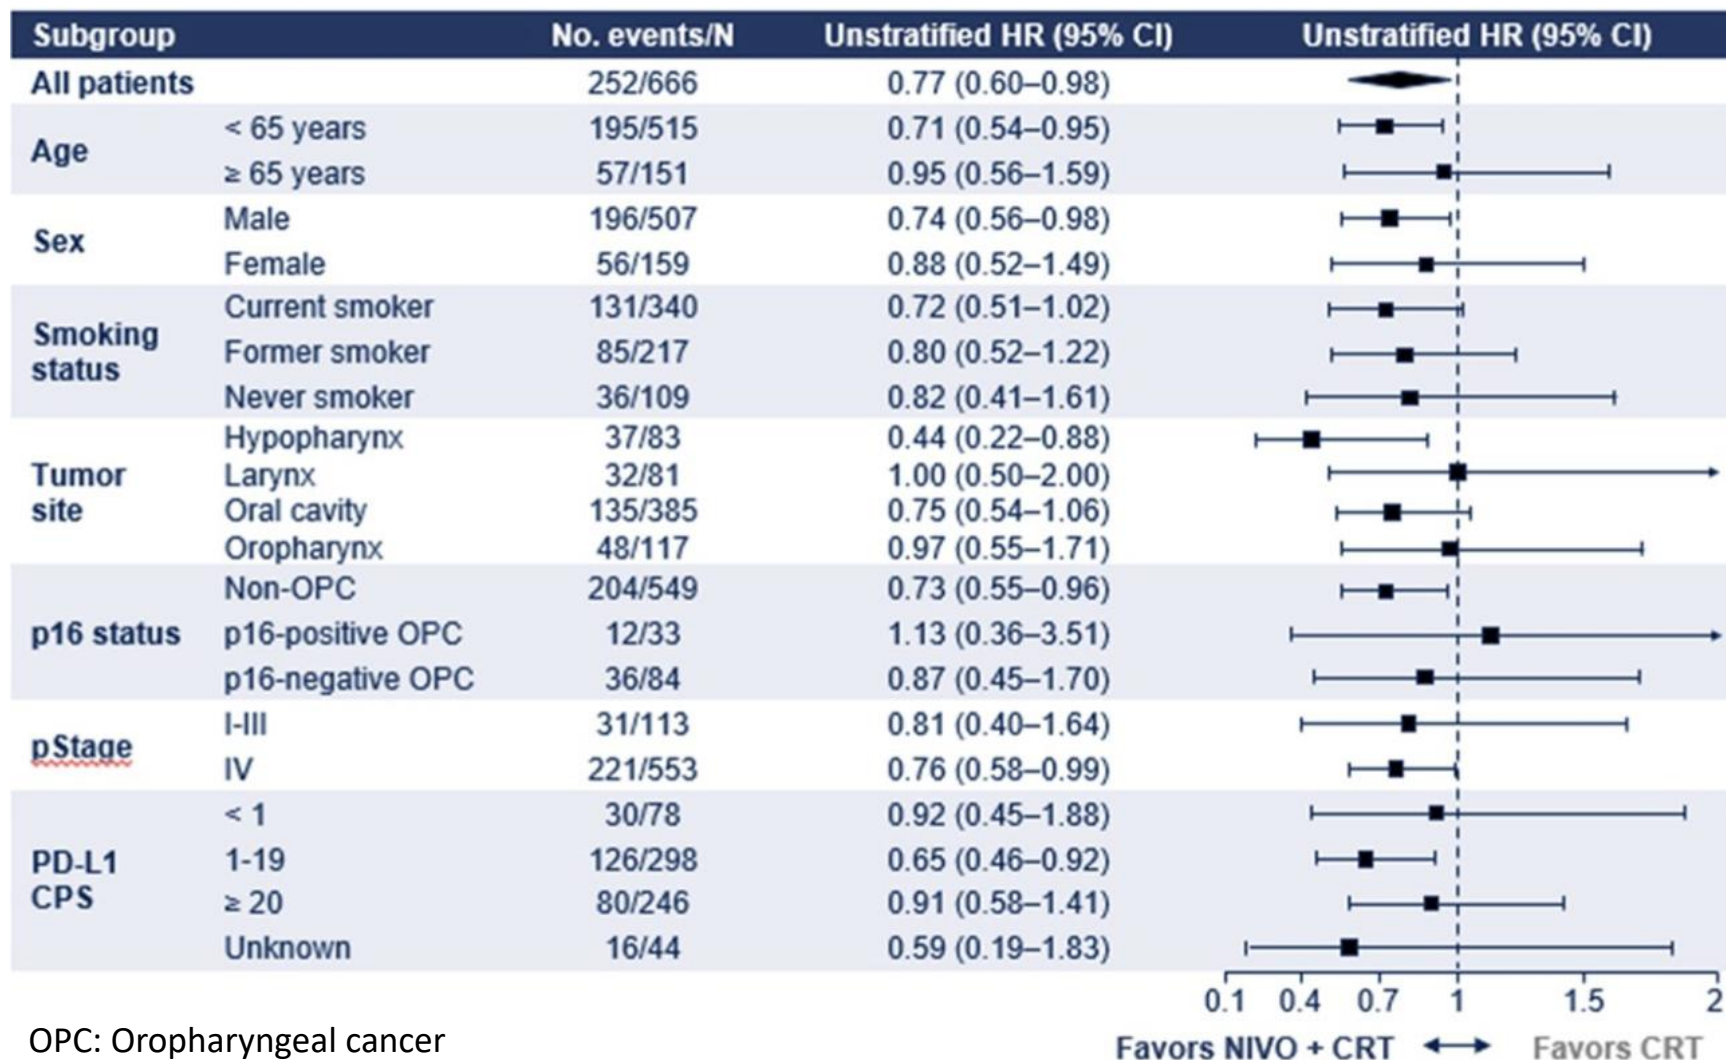 Subgroup No. events/N Unstratified HR (95% CI) Unstratified HR (95% CI)
All patients 252/666 0.77 (0.60–0.98)
Age
< 65 years 195/515 0.71 (0.54–0.95)
≥ 65 years 57/151 0.95 (0.56–1.59)
Sex
Male 196/507 0.74 (0.56–0.98)
Female 56/159 0.88 (0.52–1.49)
Smoking
status
Current smoker 131/340 0.72 (0.51–1.02)
Former smoker 85/217 0.80 (0.52–1.22)
Never smoker 36/109 0.82 (0.41–1.61)
Tumor
site
Hypopharynx 37/83 0.44 (0.22–0.88)
Larynx 32/81 1.00 (0.50–2.00)
Oral cavity 135/385 0.75 (0.54–1.06)
Oropharynx 48/117 0.97 (0.55–1.71)
p16 status
Non-OPC 204/549 0.73 (0.55–0.96)
p16-positive OPC 12/33 1.13 (0.36–3.51)
p16-negative OPC 36/84 0.87 (0.45–1.70)
pStage
I-III 31/113 0.81 (0.40–1.64)
IV 221/553 0.76 (0.58–0.99)
PD-L1
CPS
< 1 30/78 0.92 (0.45–1.88)
1-19 126/298 0.65 (0.46–0.92)
≥ 20 80/246 0.91 (0.58–1.41)
Unknown 16/44 0.59 (0.19–1.83)
0.1 0.4 0.7 1 1.5 2
Favors NIVO + CRT Favors CRT
OPC: Oropharyngeal cancer